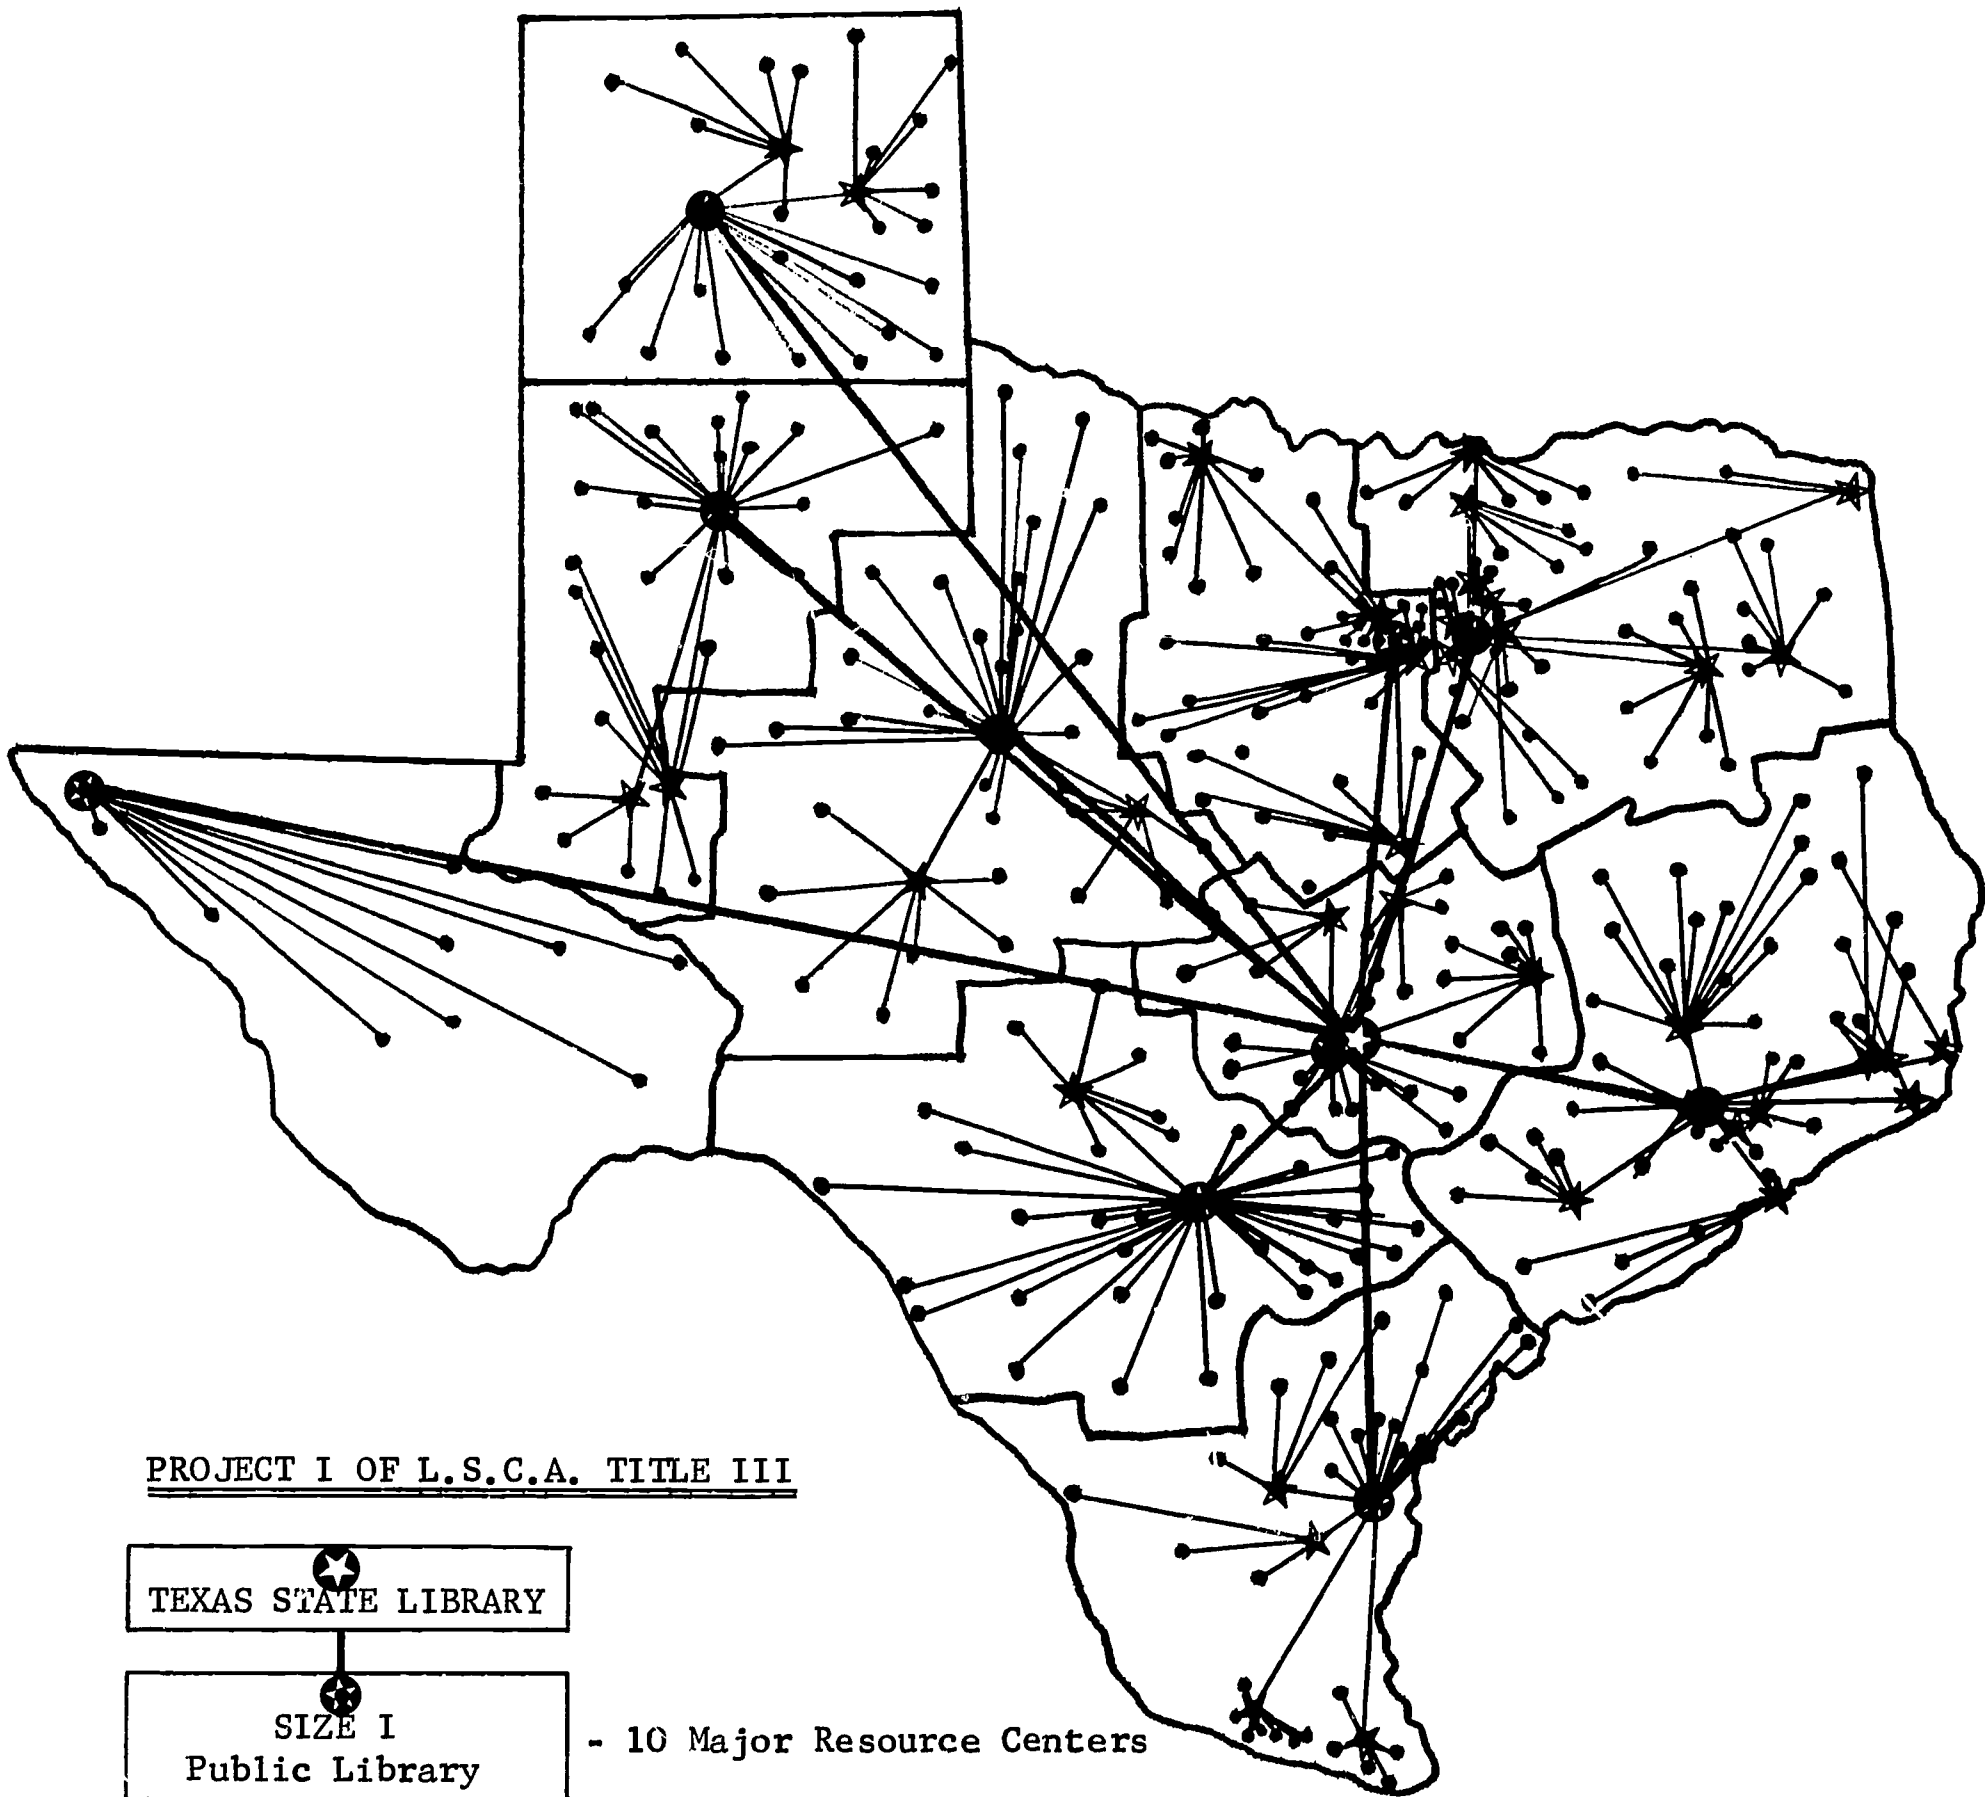 PROJECT I OF L.S.C.A. TITLE III
TEXAS STATE LIBRARY
SIZE I
Public Library
- 10 Major Resource Centers